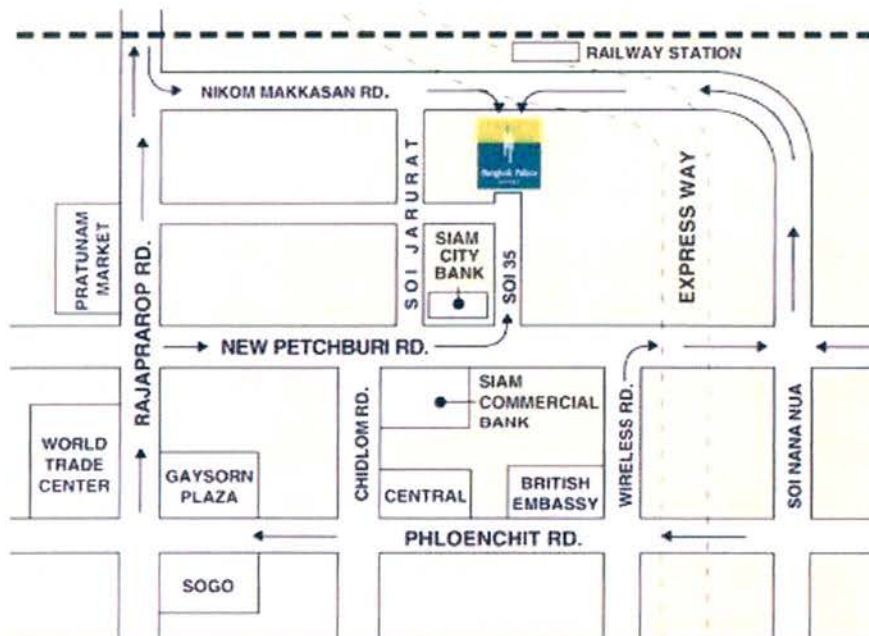 RAILWAY STATION
NIKOM MAKKASAN RD.
Bangkok Palace
SOI JARURAT
PRATUNAM
MARKET
RAJAPRAROP RD.
SIAM
CITY
BANK
SOI 35
EXPRESS WAY
NEW PETCHBURI RD.
WORLD
TRADE
CENTER
GAYSORN
PLAZA
CHIDLOM RD.
SIAM
COMMERCIAL
BANK
CENTRAL
BRITISH
EMBASSY
WIRELESS RD.
SOI NANA NUA
PHLOENCHIT RD.
SOGO